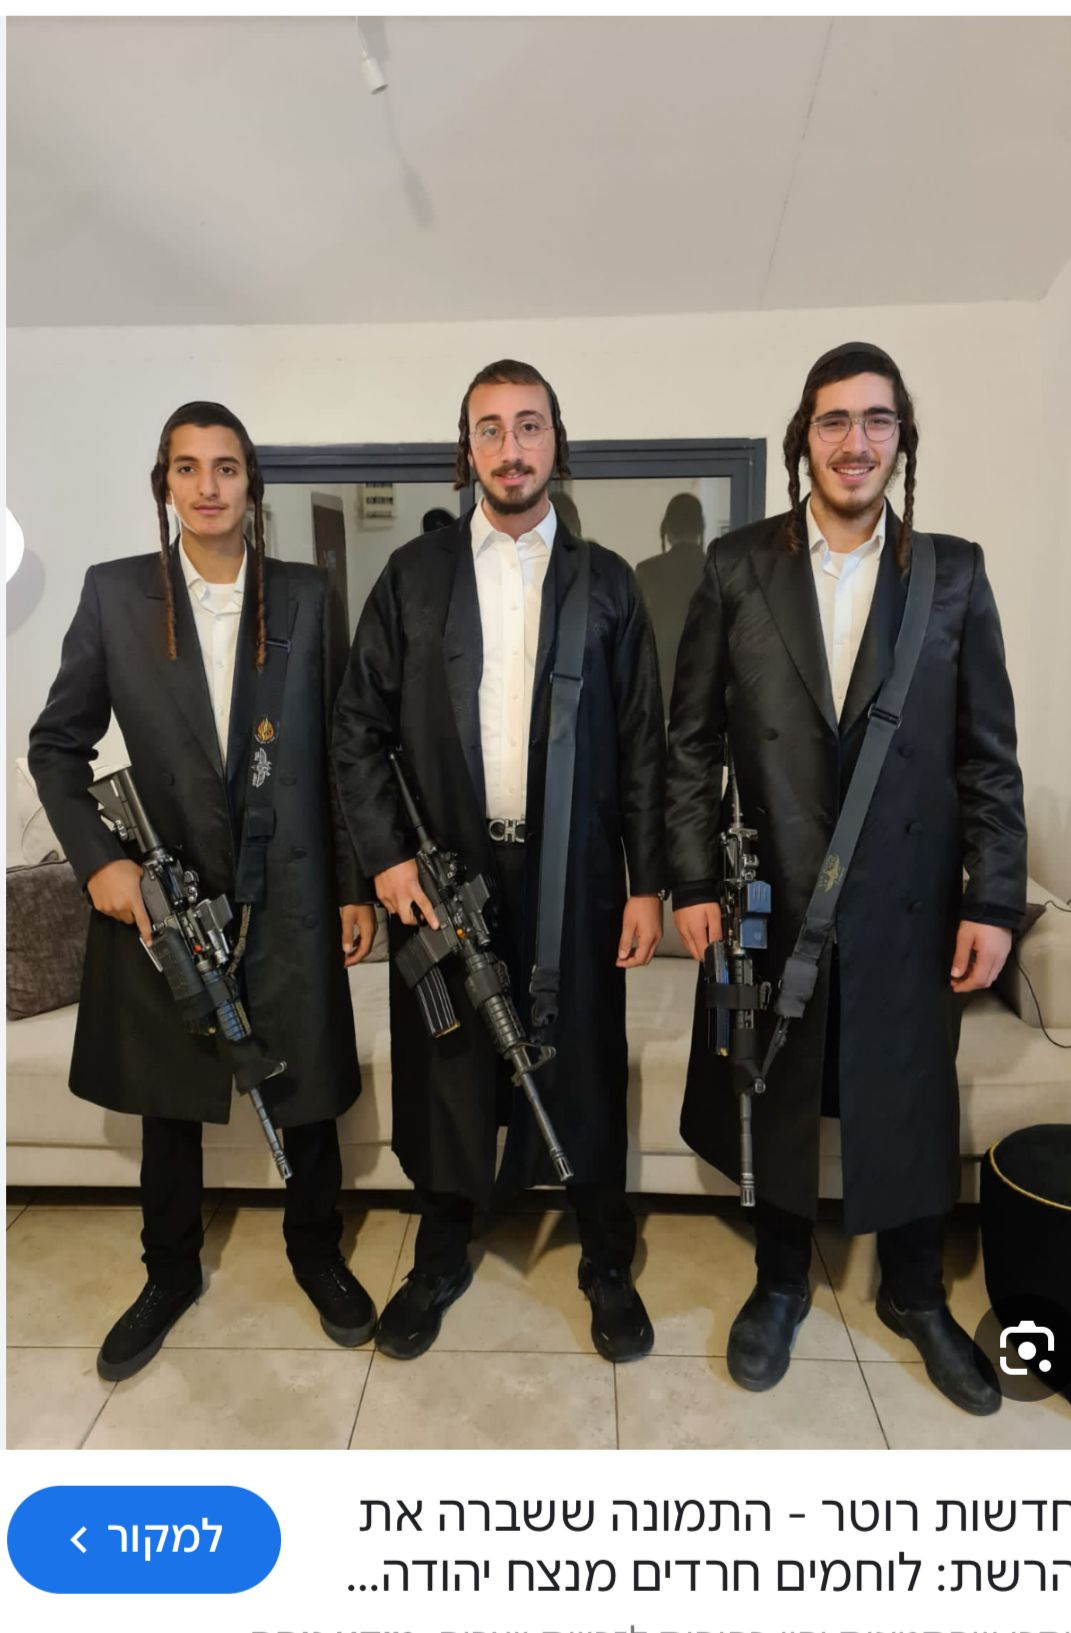 חדשות רוטר - התמונה ששברה את
הרשת: לוחמים חרדים מנצח יהודה...
למקור